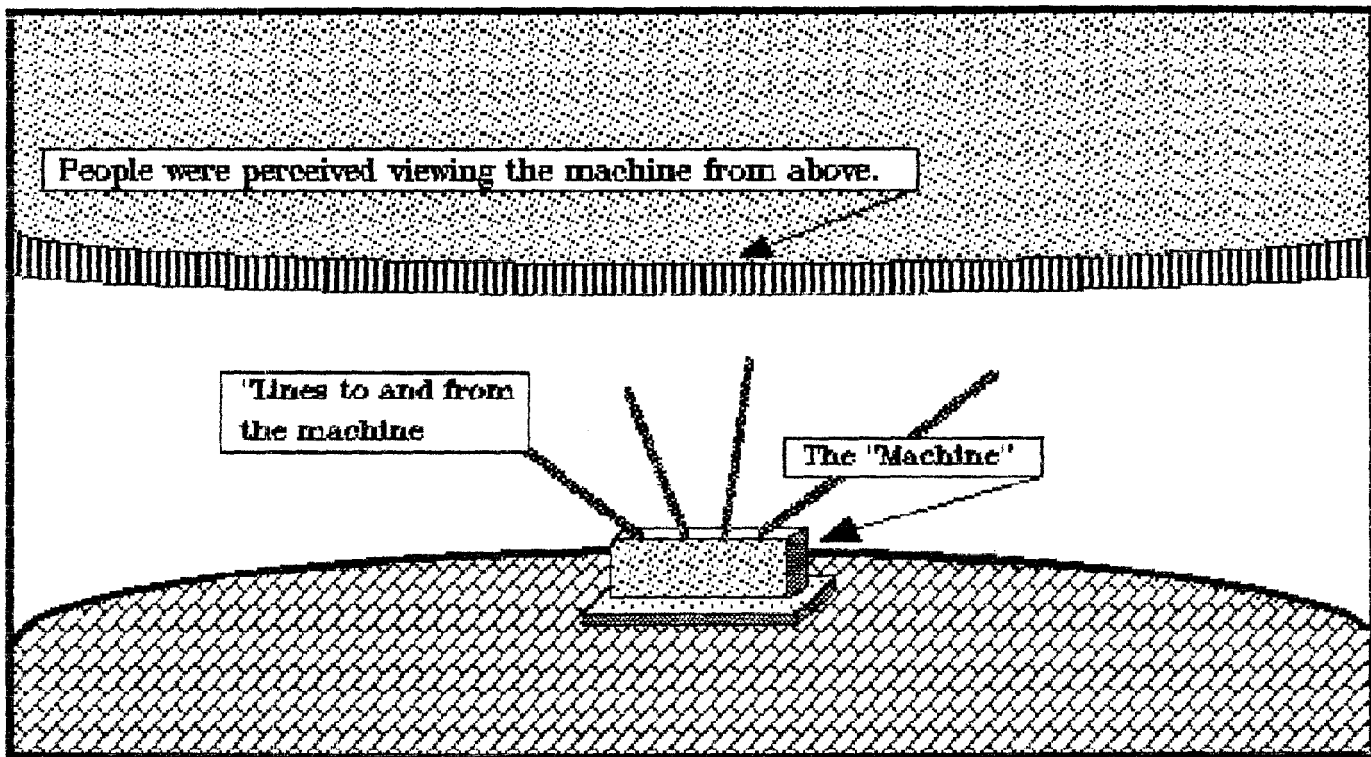 People were perceived viewing the machine from above.
"Lines to and from
the machine
The "Machine"